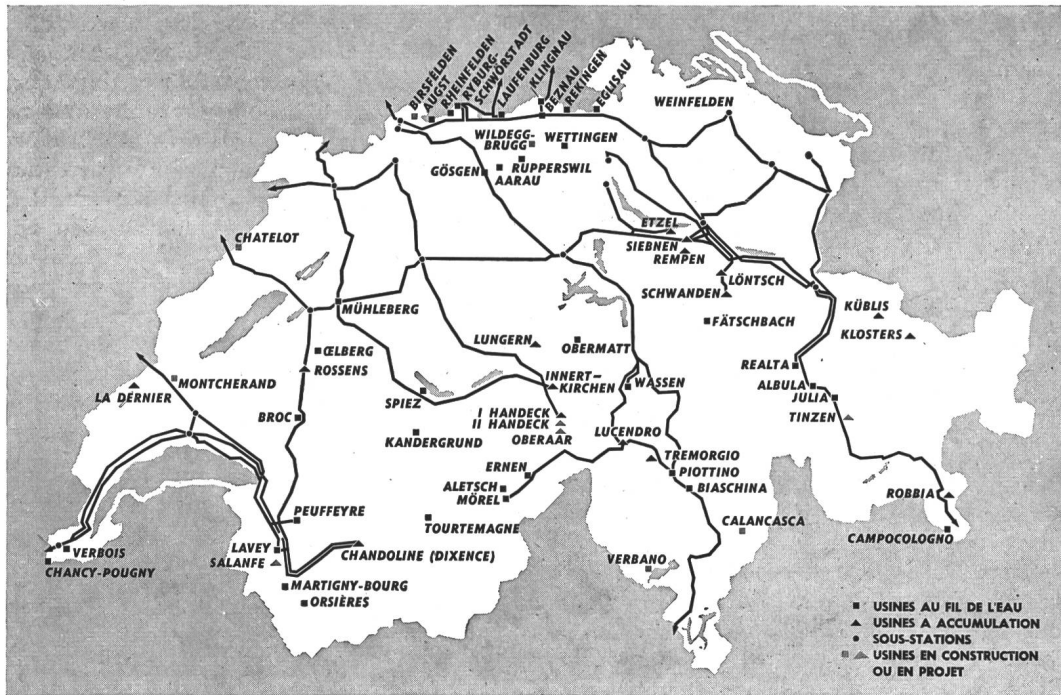 BIRSFELDEN
AUGST
RHEINFELDEN
RYBURG-
SCHWÖRSTADT
LAUFENBURG
KLINGNAU
BEZNAU
REKINGEN
EGLISAU
WEINFELDEN
WILDEGG-
BRUGG
WETTINGEN
GÖSGEN
RUPPERSWIL
AARAU
ETZEL
CHATELOT
SIEBNEN
REMPEN
LÖNTSCH
SCHWANDEN
MÜHLEBERG
FÄTSCHBACH
KÜBLIS
KLOSTERS
LUNGERN
OBERMATT
ŒLBERG
ROSSENS
REALTA
MONTCHERAND
LA DERNIER
INNERT-
KIRCHEN
WASSEN
ALBULA
JULIA
SPIEZ
TINZEN
BROC
I HANDECK
II HANDECK
OBERAAR
KANDERGRUND
LUCENDRO
TREMORGIO
ERNEN
PIOTTINO
ALETSCH
MÖREL
BIASCHINA
ROBBIA
PEUFFEYRE
TOURTEMAGNE
CALANCASCA
CAMPOCOLOGNO
LAVEY
SALANFE
CHANDOLINE (DIXENCE)
VERBOIS
CHANCY-POUGNY
VERBANO
MARTIGNY-BOURG
ORSIÈRES
USINES AU FIL DE L'EAU
USINES A ACCUMULATION
SOUS-STATIONS
USINES EN CONSTRUCTION
OU EN PROJET